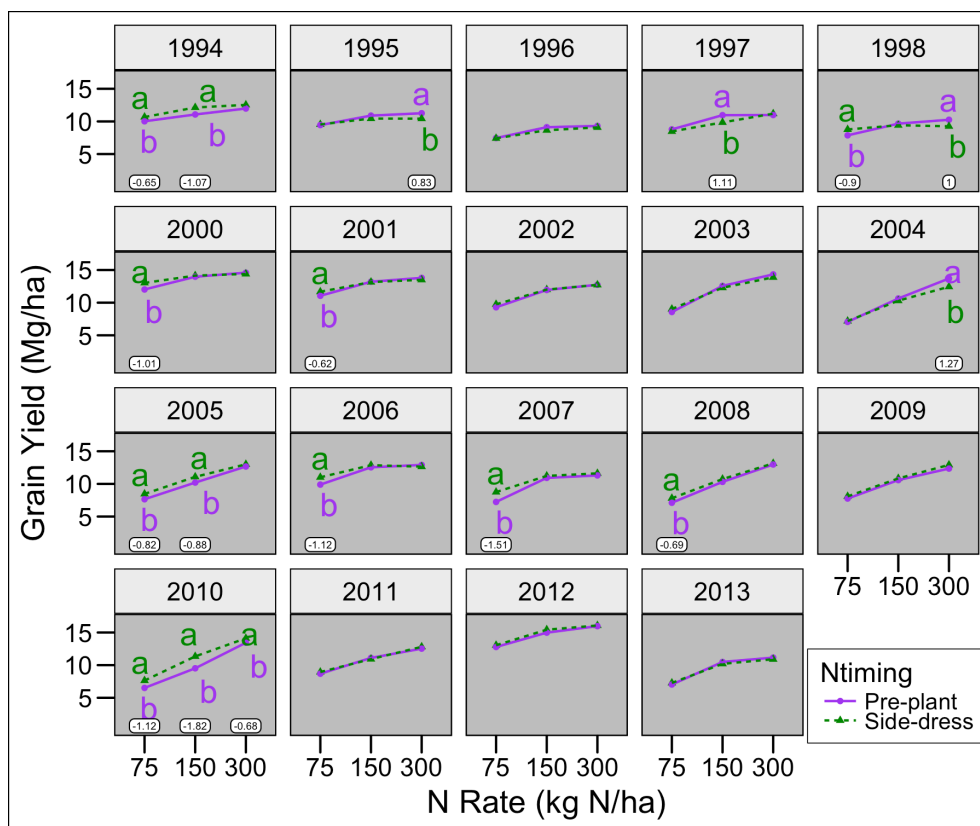 1994 1995 1996 1997 1998
15 a a a a a
10 b b b b b b
5
-0.65 -1.07 0.83 1.11 -0.9 1
2000 2001 2002 2003 2004
15 a a a
10 b b b
5
-1.01 -0.62 1.27
2005 2006 2007 2008 2009
15 a a a a a
10 b b b b b
5
-0.82 -0.88 -1.12 -1.51 -0.69
75 150 300
2010 2011 2012 2013
15 a a a
10 b b b
5
-1.12 -1.82 -0.68
75 150 300 75 150 300 75 150 300 75 150 300
Grain Yield (Mg/ha)
N Rate (kg N/ha)
Ntiming
Pre-plant
Side-dress